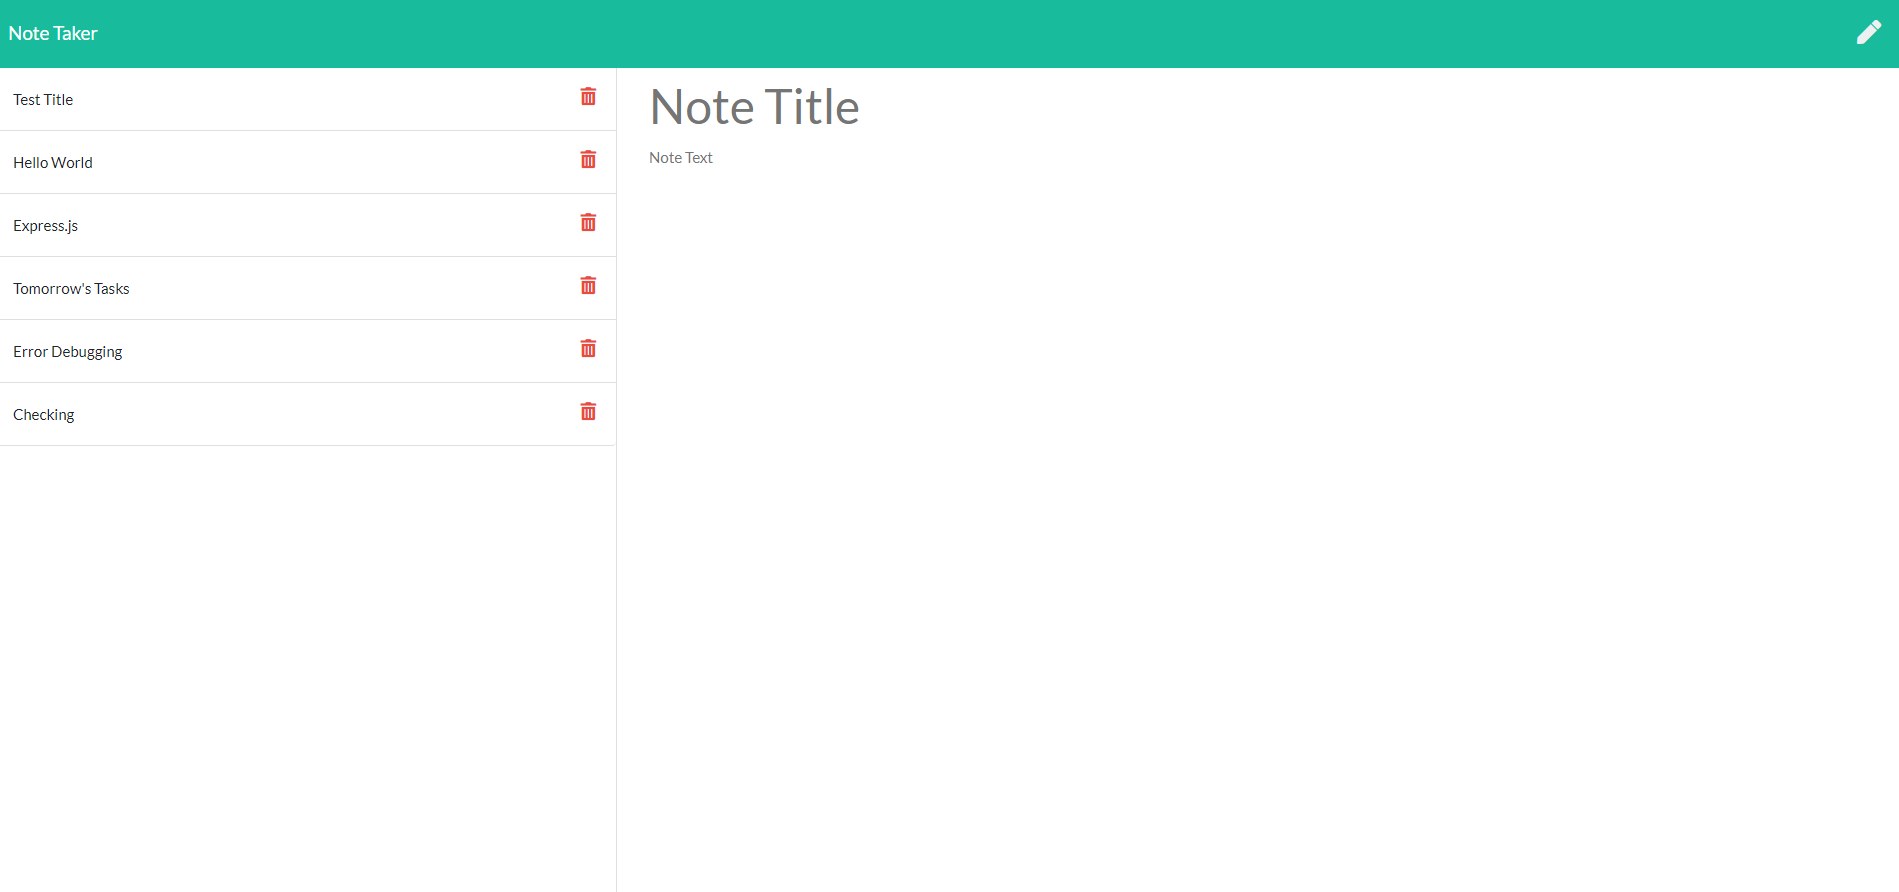 Note Taker
Test Title
Hello World
Express.js
Tomorrow's Tasks
Error Debugging
Checking
Note Title
Note Text